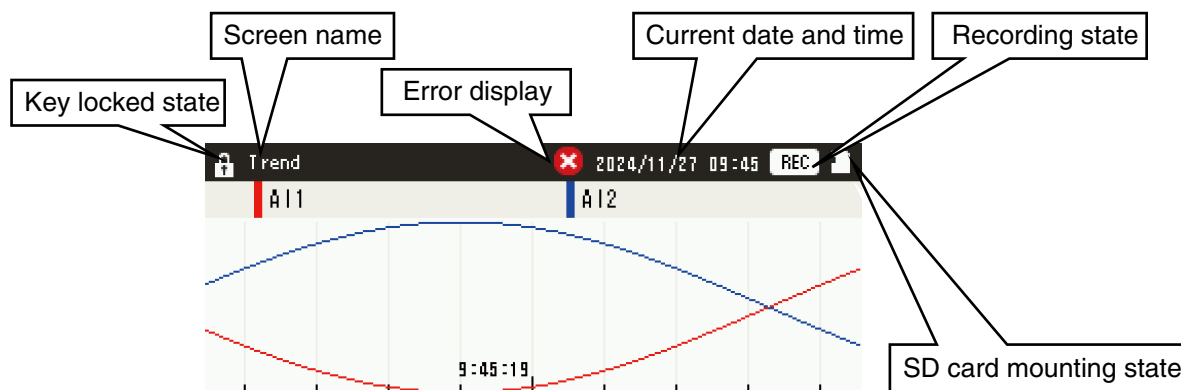 Screen name
Current date and time
Recording state
Key locked state
Error display
Trend
2024/11/27 09:45 REC
AI1
AI2
9:45:19
SD card mounting state